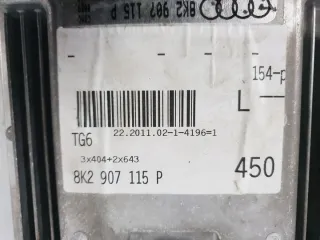 8K2 907 115 P
154-p
L
TG6 22.2011.02-1-4196=1
3x404+2x643
8K2 907 115 P 450